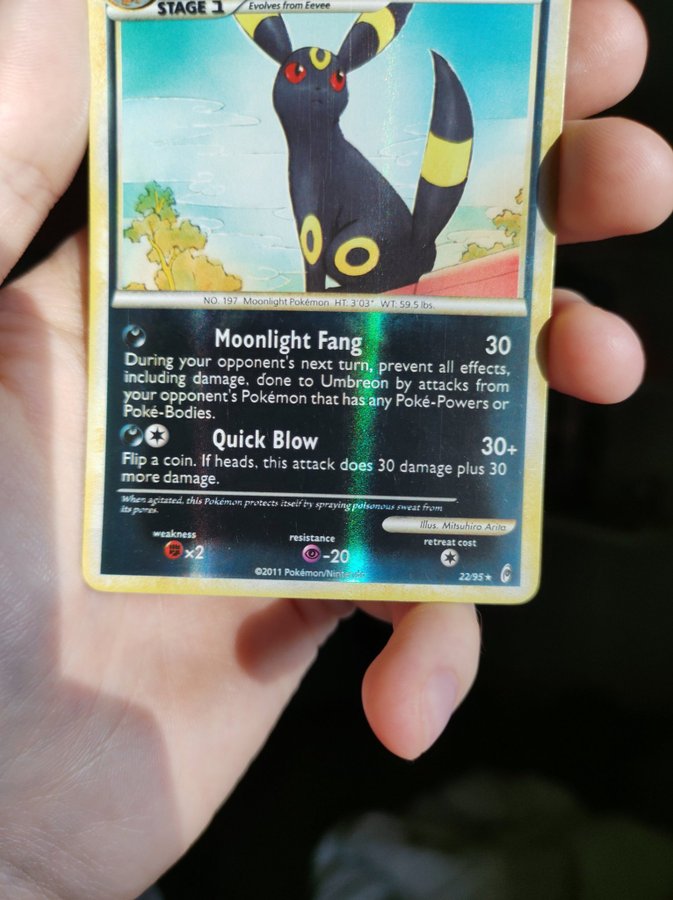 STAGE 1 Evolves from Eevee
NO. 197 Moonlight Pokémon HT: 3'03" WT: 59.5 lbs.
Moonlight Fang 30
During your opponent's next turn, prevent all effects,
including damage, done to Umbreon by attacks from
your opponent's Pokémon that has any Poké-Powers or
Poké-Bodies.
Quick Blow 30+
Flip a coin. If heads, this attack does 30 damage plus 30
more damage.
When agitated, this Pokémon protects itself by spraying poisonous sweat from
its pores.
Illus. Mitsuhiro Arita
weakness resistance retreat cost
×2 -20
©2011 Pokémon/Nintendo 22/95